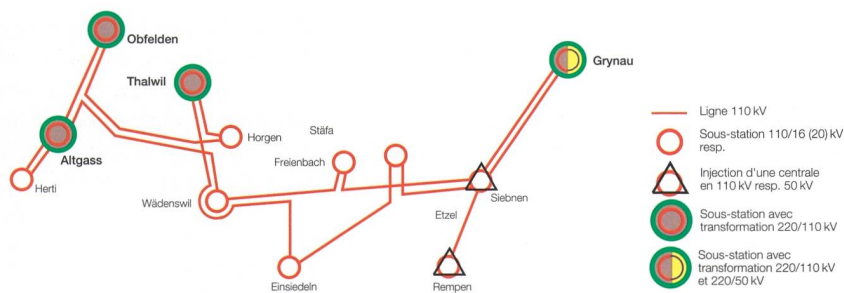 Obfelden
Grynau
Thalwil
Ligne 110 kV
Sous-station 110/16 (20) kV
resp.
Horgen
Stäfa
Altgass
Freienbach
Injection d'une centrale
en 110 kV resp. 50 kV
Herti
Siebnen
Wädenswil
Etzel
Sous-station avec
transformation 220/110 kV
Sous-station avec
transformation 220/110 kV
et 220/50 kV
Einsiedeln
Rempen